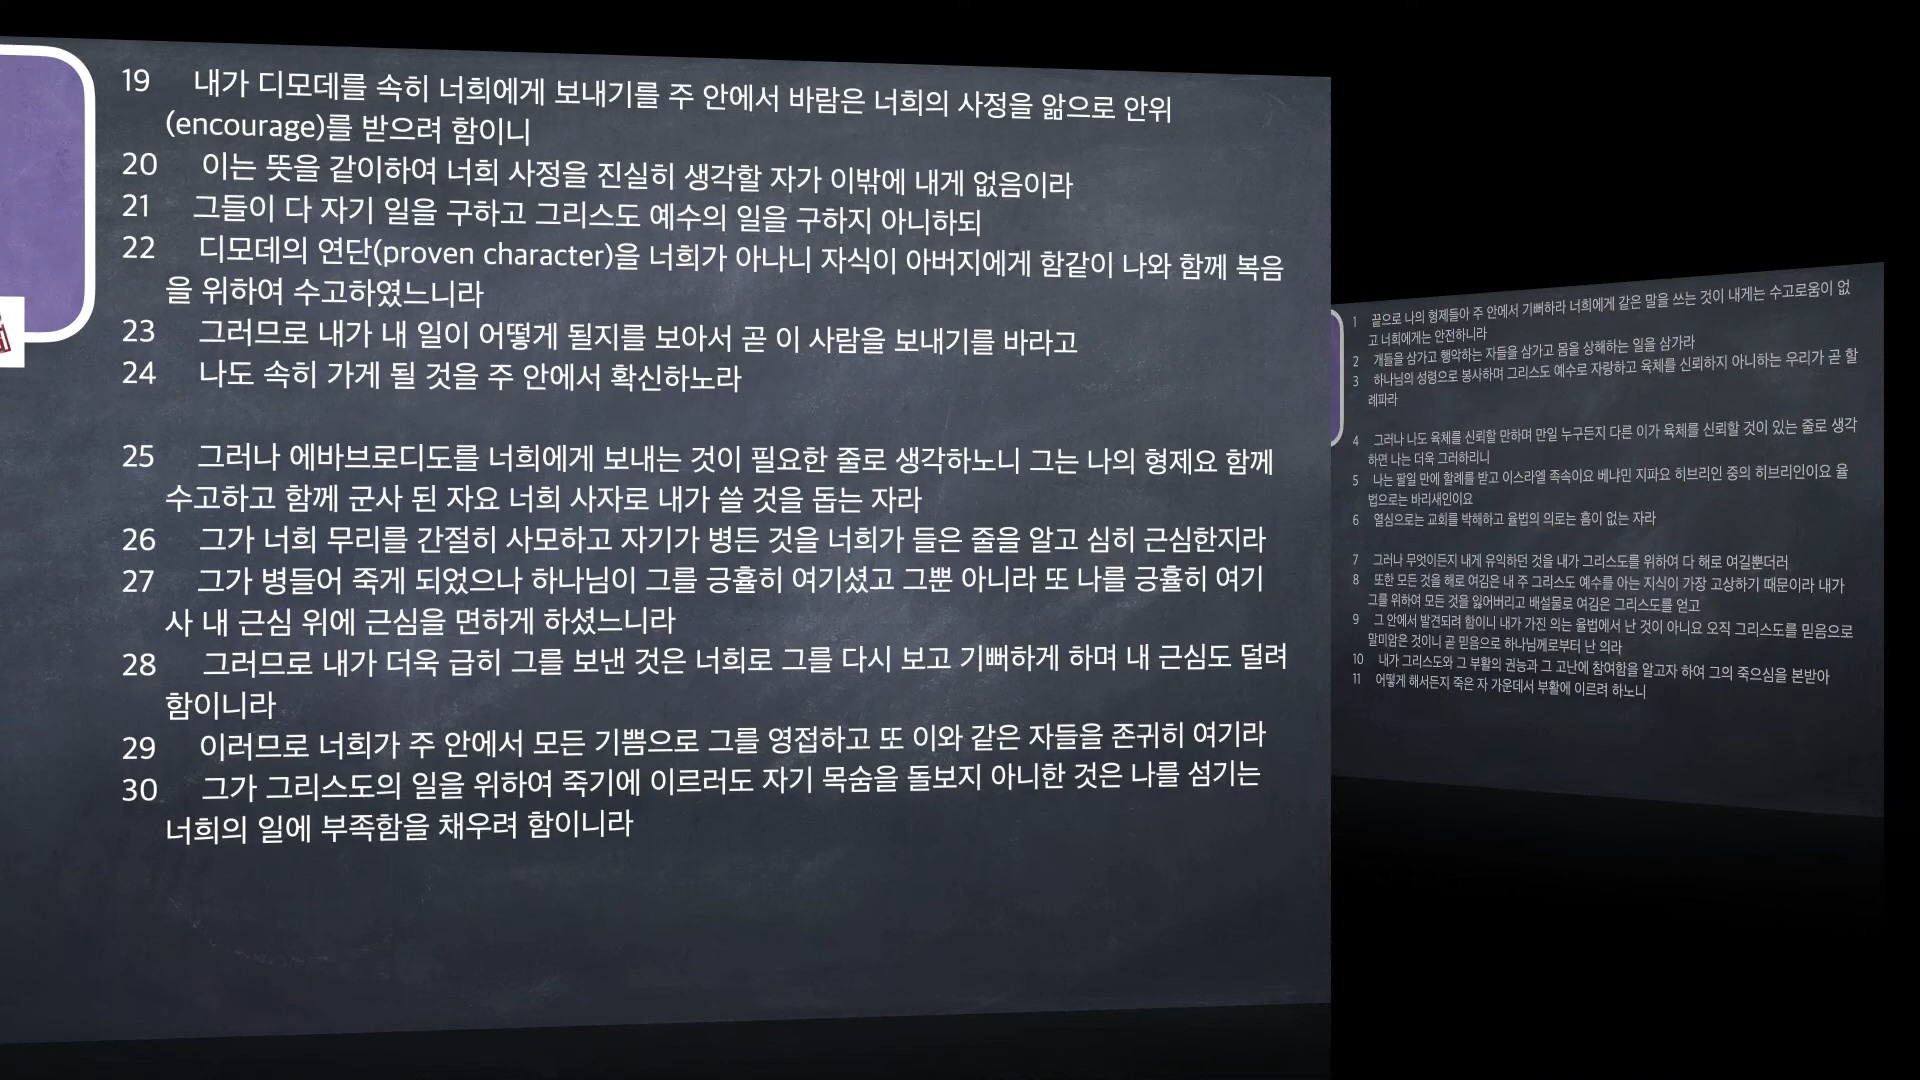 19 내가 디모데를 속히 너희에게 보내기를 주 안에서 바람은 너희의 사정을 앎으로 안위
(encourage)를 받으려 함이니
20 이는 뜻을 같이하여 너희 사정을 진실히 생각할 자가 이밖에 내게 없음이라
21 그들이 다 자기 일을 구하고 그리스도 예수의 일을 구하지 아니하되
22 디모데의 연단(proven character)을 너희가 아나니 자식이 아버지에게 함같이 나와 함께 복음
을 위하여 수고하였느니라
23 그러므로 내가 내 일이 어떻게 될지를 보아서 곧 이 사람을 보내기를 바라고
24 나도 속히 가게 될 것을 주 안에서 확신하노라
25 그러나 에바브로디도를 너희에게 보내는 것이 필요한 줄로 생각하노니 그는 나의 형제요 함께
수고하고 함께 군사 된 자요 너희 사자로 내가 쓸 것을 돕는 자라
26 그가 너희 무리를 간절히 사모하고 자기가 병든 것을 너희가 들은 줄을 알고 심히 근심한지라
27 그가 병들어 죽게 되었으나 하나님이 그를 긍휼히 여기셨고 그뿐 아니라 또 나를 긍휼히 여기
사 내 근심 위에 근심을 면하게 하셨느니라
28 그러므로 내가 더욱 급히 그를 보낸 것은 너희로 그를 다시 보고 기뻐하게 하며 내 근심도 덜려
함이니라
29 이러므로 너희가 주 안에서 모든 기쁨으로 그를 영접하고 또 이와 같은 자들을 존귀히 여기라
30 그가 그리스도의 일을 위하여 죽기에 이르러도 자기 목숨을 돌보지 아니한 것은 나를 섬기는
너희의 일에 부족함을 채우려 함이니라
1 끝으로 나의 형제들아 주 안에서 기뻐하라 너희에게 같은 말을 쓰는 것이 내게는 수고로움이 없
고 너희에게는 안전하니라
2 개들을 삼가고 행악하는 자들을 삼가고 몸을 상해하는 일을 삼가라
3 하나님의 성령으로 봉사하며 그리스도 예수로 자랑하고 육체를 신뢰하지 아니하는 우리가 곧 할
례파라
4 그러나 나도 육체를 신뢰할 만하며 만일 누구든지 다른 이가 육체를 신뢰할 것이 있는 줄로 생각
하면 나는 더욱 그러하리니
5 나는 팔일 만에 할례를 받고 이스라엘 족속이요 베냐민 지파요 히브리인 중의 히브리인이요 율
법으로는 바리새인이요
6 열심으로는 교회를 박해하고 율법의 의로는 흠이 없는 자라
7 그러나 무엇이든지 내게 유익하던 것을 내가 그리스도를 위하여 다 해로 여길뿐더러
8 또한 모든 것을 해로 여김은 내 주 그리스도 예수를 아는 지식이 가장 고상하기 때문이라 내가
그를 위하여 모든 것을 잃어버리고 배설물로 여김은 그리스도를 얻고
9 그 안에서 발견되려 함이니 내가 가진 의는 율법에서 난 것이 아니요 오직 그리스도를 믿음으로
말미암은 것이니 곧 믿음으로 하나님께로부터 난 의라
10 내가 그리스도와 그 부활의 권능과 그 고난에 참여함을 알고자 하여 그의 죽으심을 본받아
11 어떻게 해서든지 죽은 자 가운데서 부활에 이르려 하노니